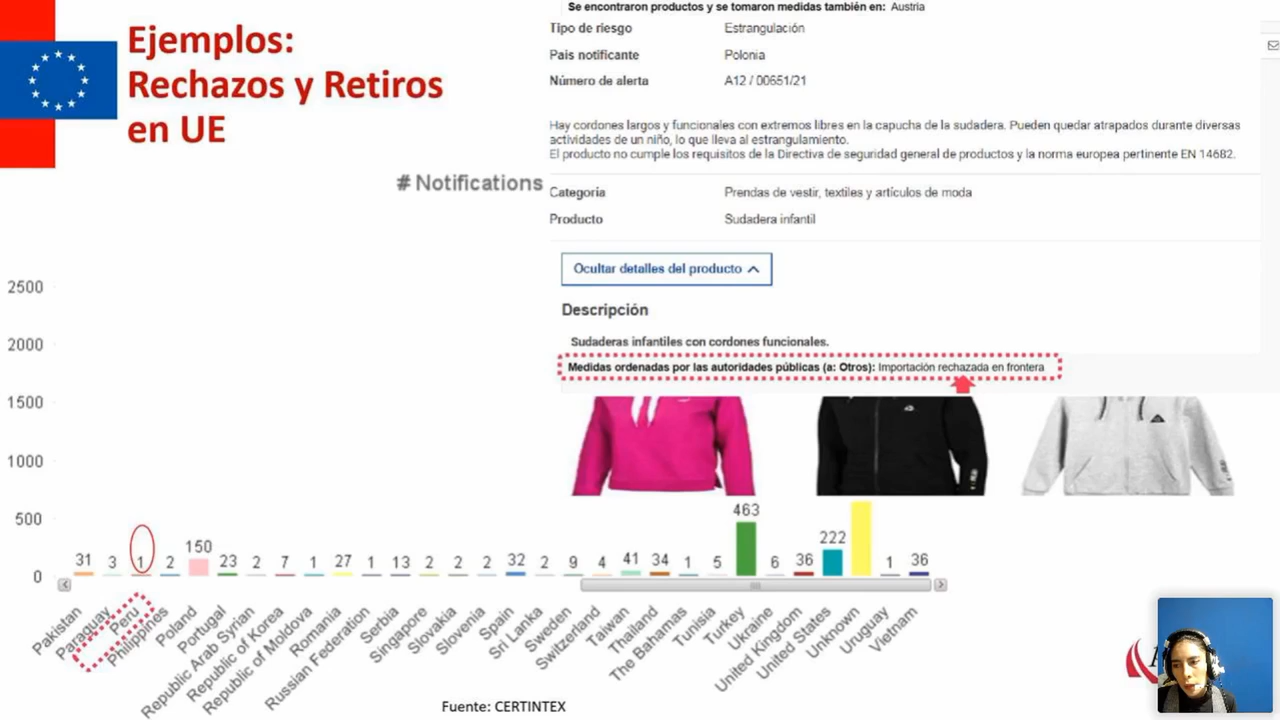 Ejemplos:
Rechazos y Retiros
en UE
Se encontraron productos y se tomaron medidas también en: Austria
Tipo de riesgo Estrangulación
País notificante Polonia
Número de alerta A12 / 00651/21
Hay cordones largos y funcionales con extremos libres en la capucha de la sudadera. Pueden quedar atrapados durante diversas
actividades de un niño, lo que lleva al estrangulamiento.
El producto no cumple los requisitos de la Directiva de seguridad general de productos y la norma europea pertinente EN 14682.
Categoría Prendas de vestir, textiles y artículos de moda
Producto Sudadera infantil
Ocultar detalles del producto
Descripción
Sudaderas infantiles con cordones funcionales.
Medidas ordenadas por las autoridades públicas (a: Otros): Importación rechazada en frontera
# Notifications
2500
2000
1500
1000
500
0
31 3 1 2 150 23 2 7 1 27 1 13 2 2 2 32 2 9 4 41 34 1 5 463 6 36 222 1 36
Pakistan
Paraguay
Peru
Philippines
Poland
Portugal
Republic Arab Syrian
Republic of Korea
Republic of Moldova
Romania
Russian Federation
Serbia
Singapore
Slovakia
Slovenia
Spain
Sri Lanka
Sweden
Switzerland
Taiwan
Thailand
The Bahamas
Tunisia
Turkey
Ukraine
United Kingdom
United States
Unknown
Uruguay
Vietnam
Fuente: CERTINTEX